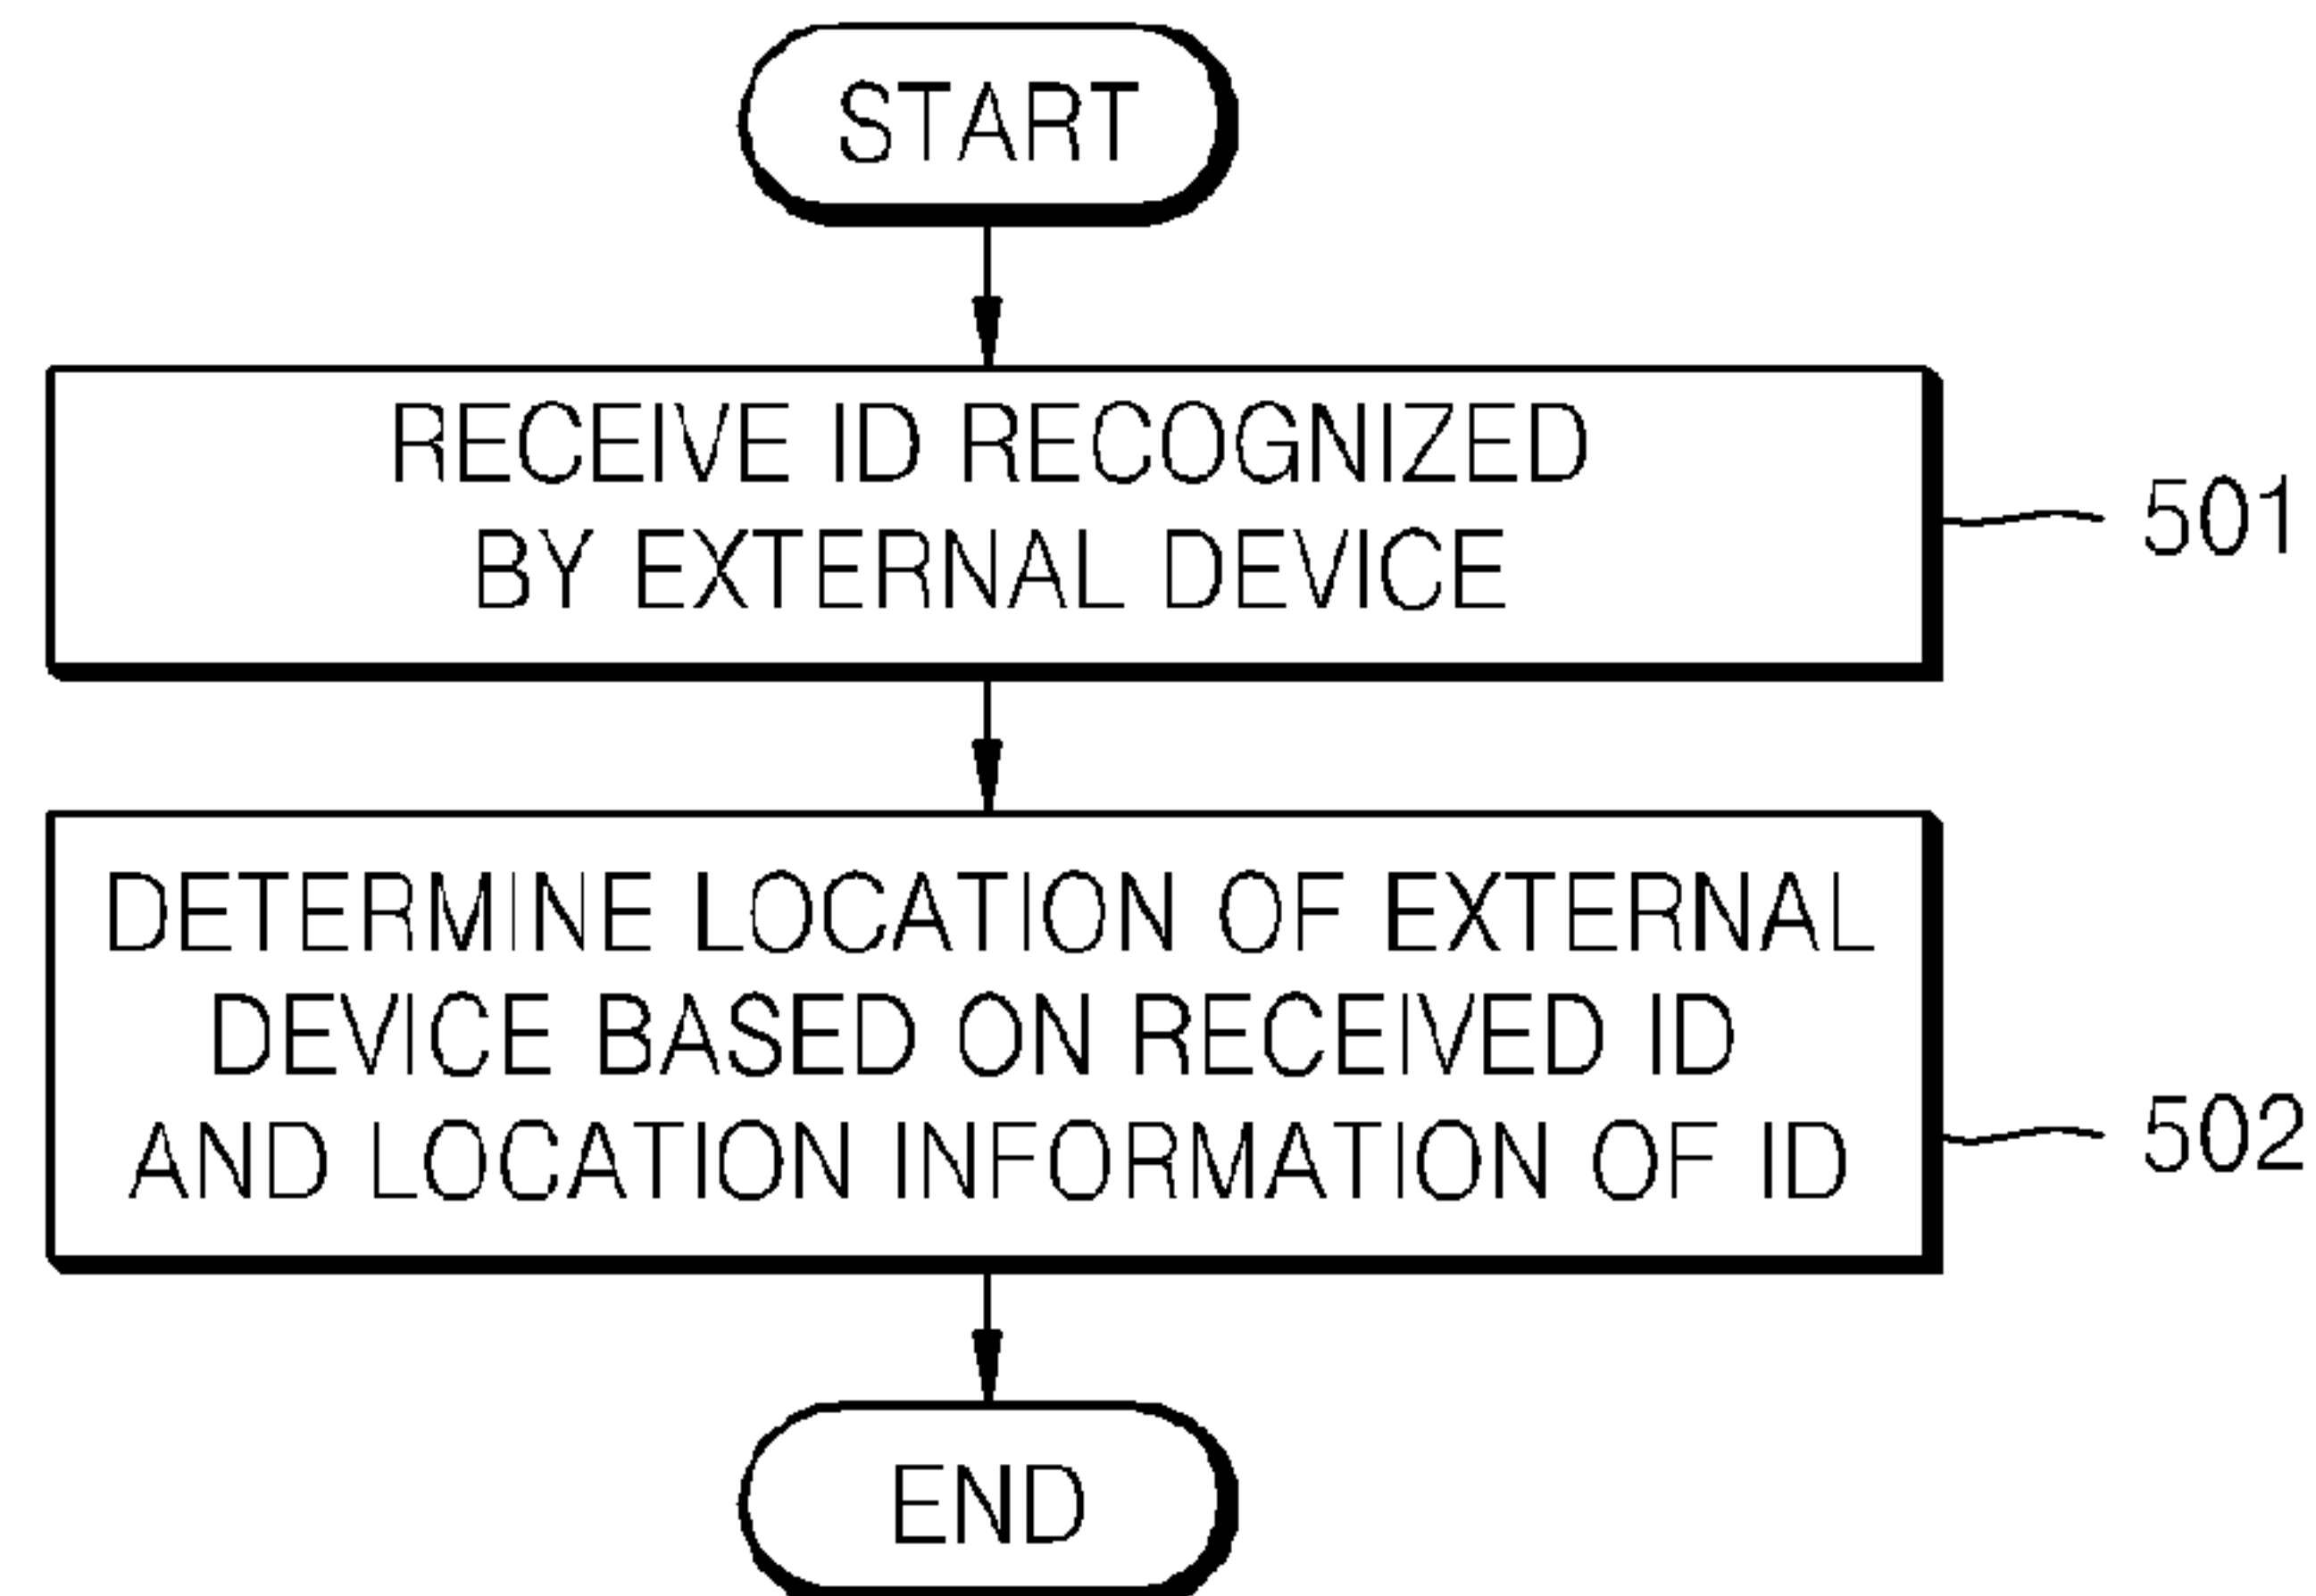 START
RECEIVE ID RECOGNIZED
BY EXTERNAL DEVICE
501
DETERMINE LOCATION OF EXTERNAL
DEVICE BASED ON RECEIVED ID
AND LOCATION INFORMATION OF ID
502
END